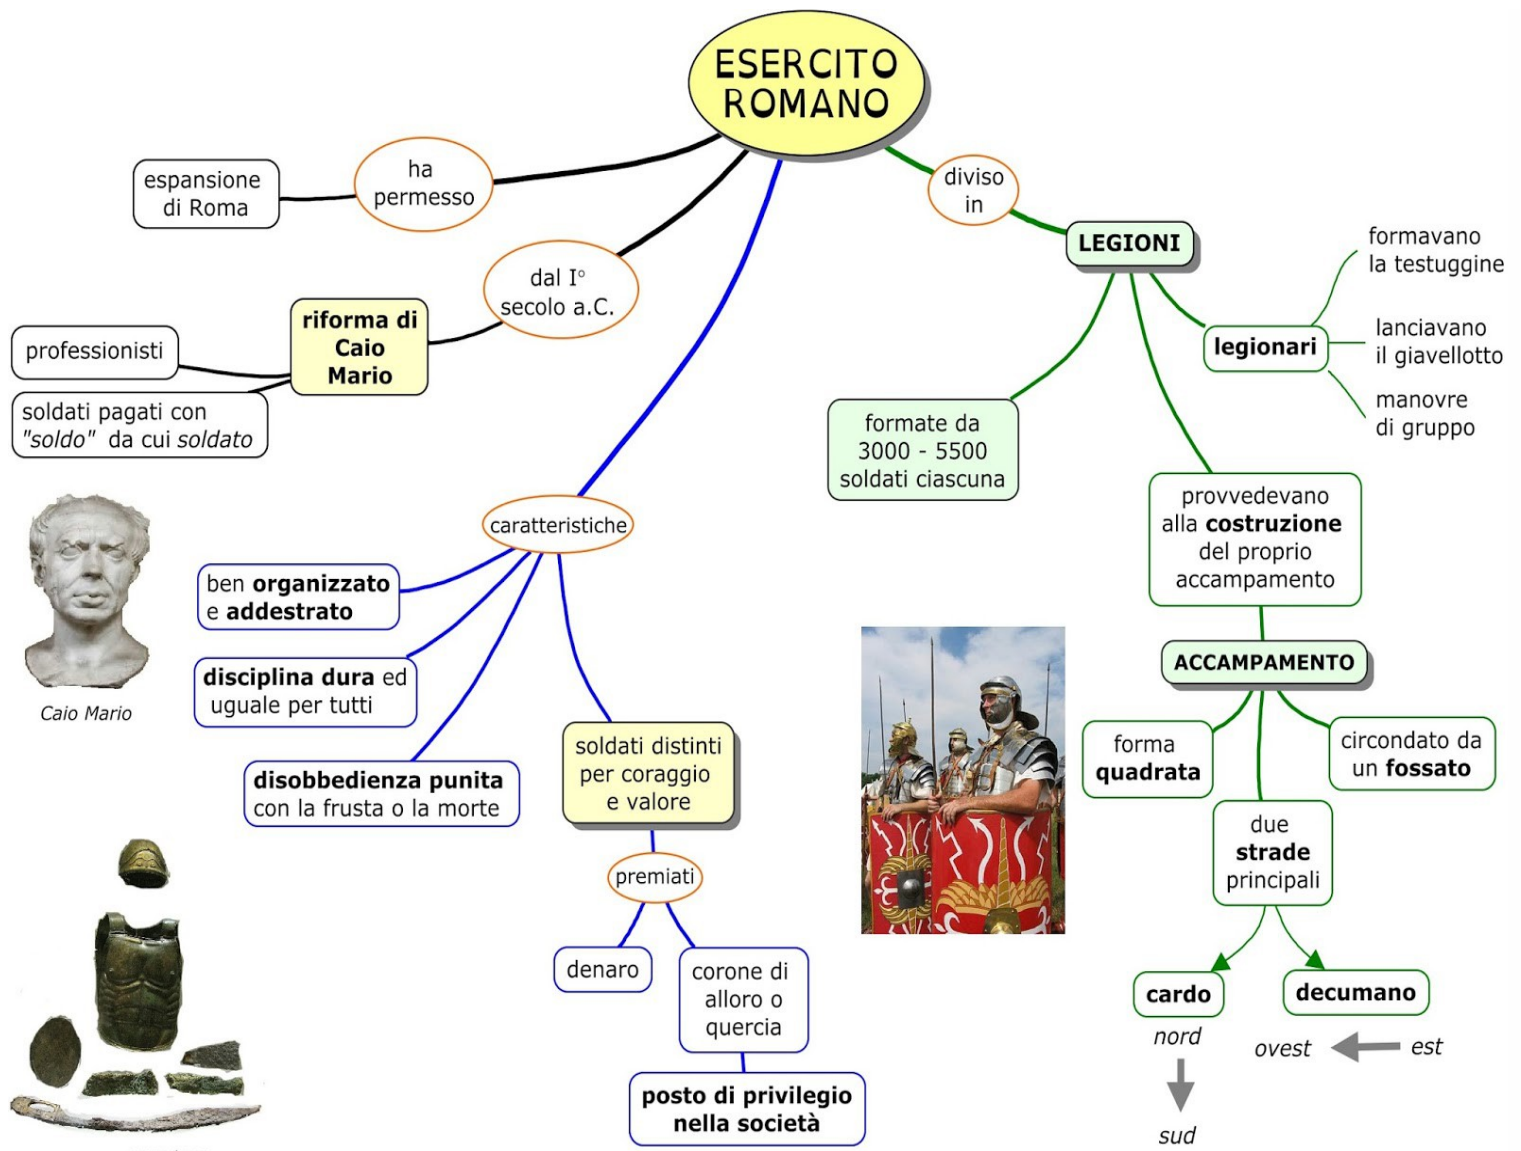 ESERCITO
ROMANO
ha
permesso
espansione
di Roma
dal I°
secolo a.C.
riforma di
Caio
Mario
professionisti
soldati pagati con
"soldo" da cui soldato
Caio Mario
caratteristiche
ben organizzato
e addestrato
disciplina dura ed
uguale per tutti
disobbedienza punita
con la frusta o la morte
soldati distinti
per coraggio
e valore
premiati
denaro
corone di
alloro o
quercia
posto di privilegio
nella società
diviso
in
LEGIONI
formate da
3000 - 5500
soldati ciascuna
legionari
formavano
la testuggine
lanciavano
il giavellotto
manovre
di gruppo
provvedevano
alla costruzione
del proprio
accampamento
ACCAMPAMENTO
forma
quadrata
circondato da
un fossato
due
strade
principali
cardo
nord
sud
decumano
ovest
est